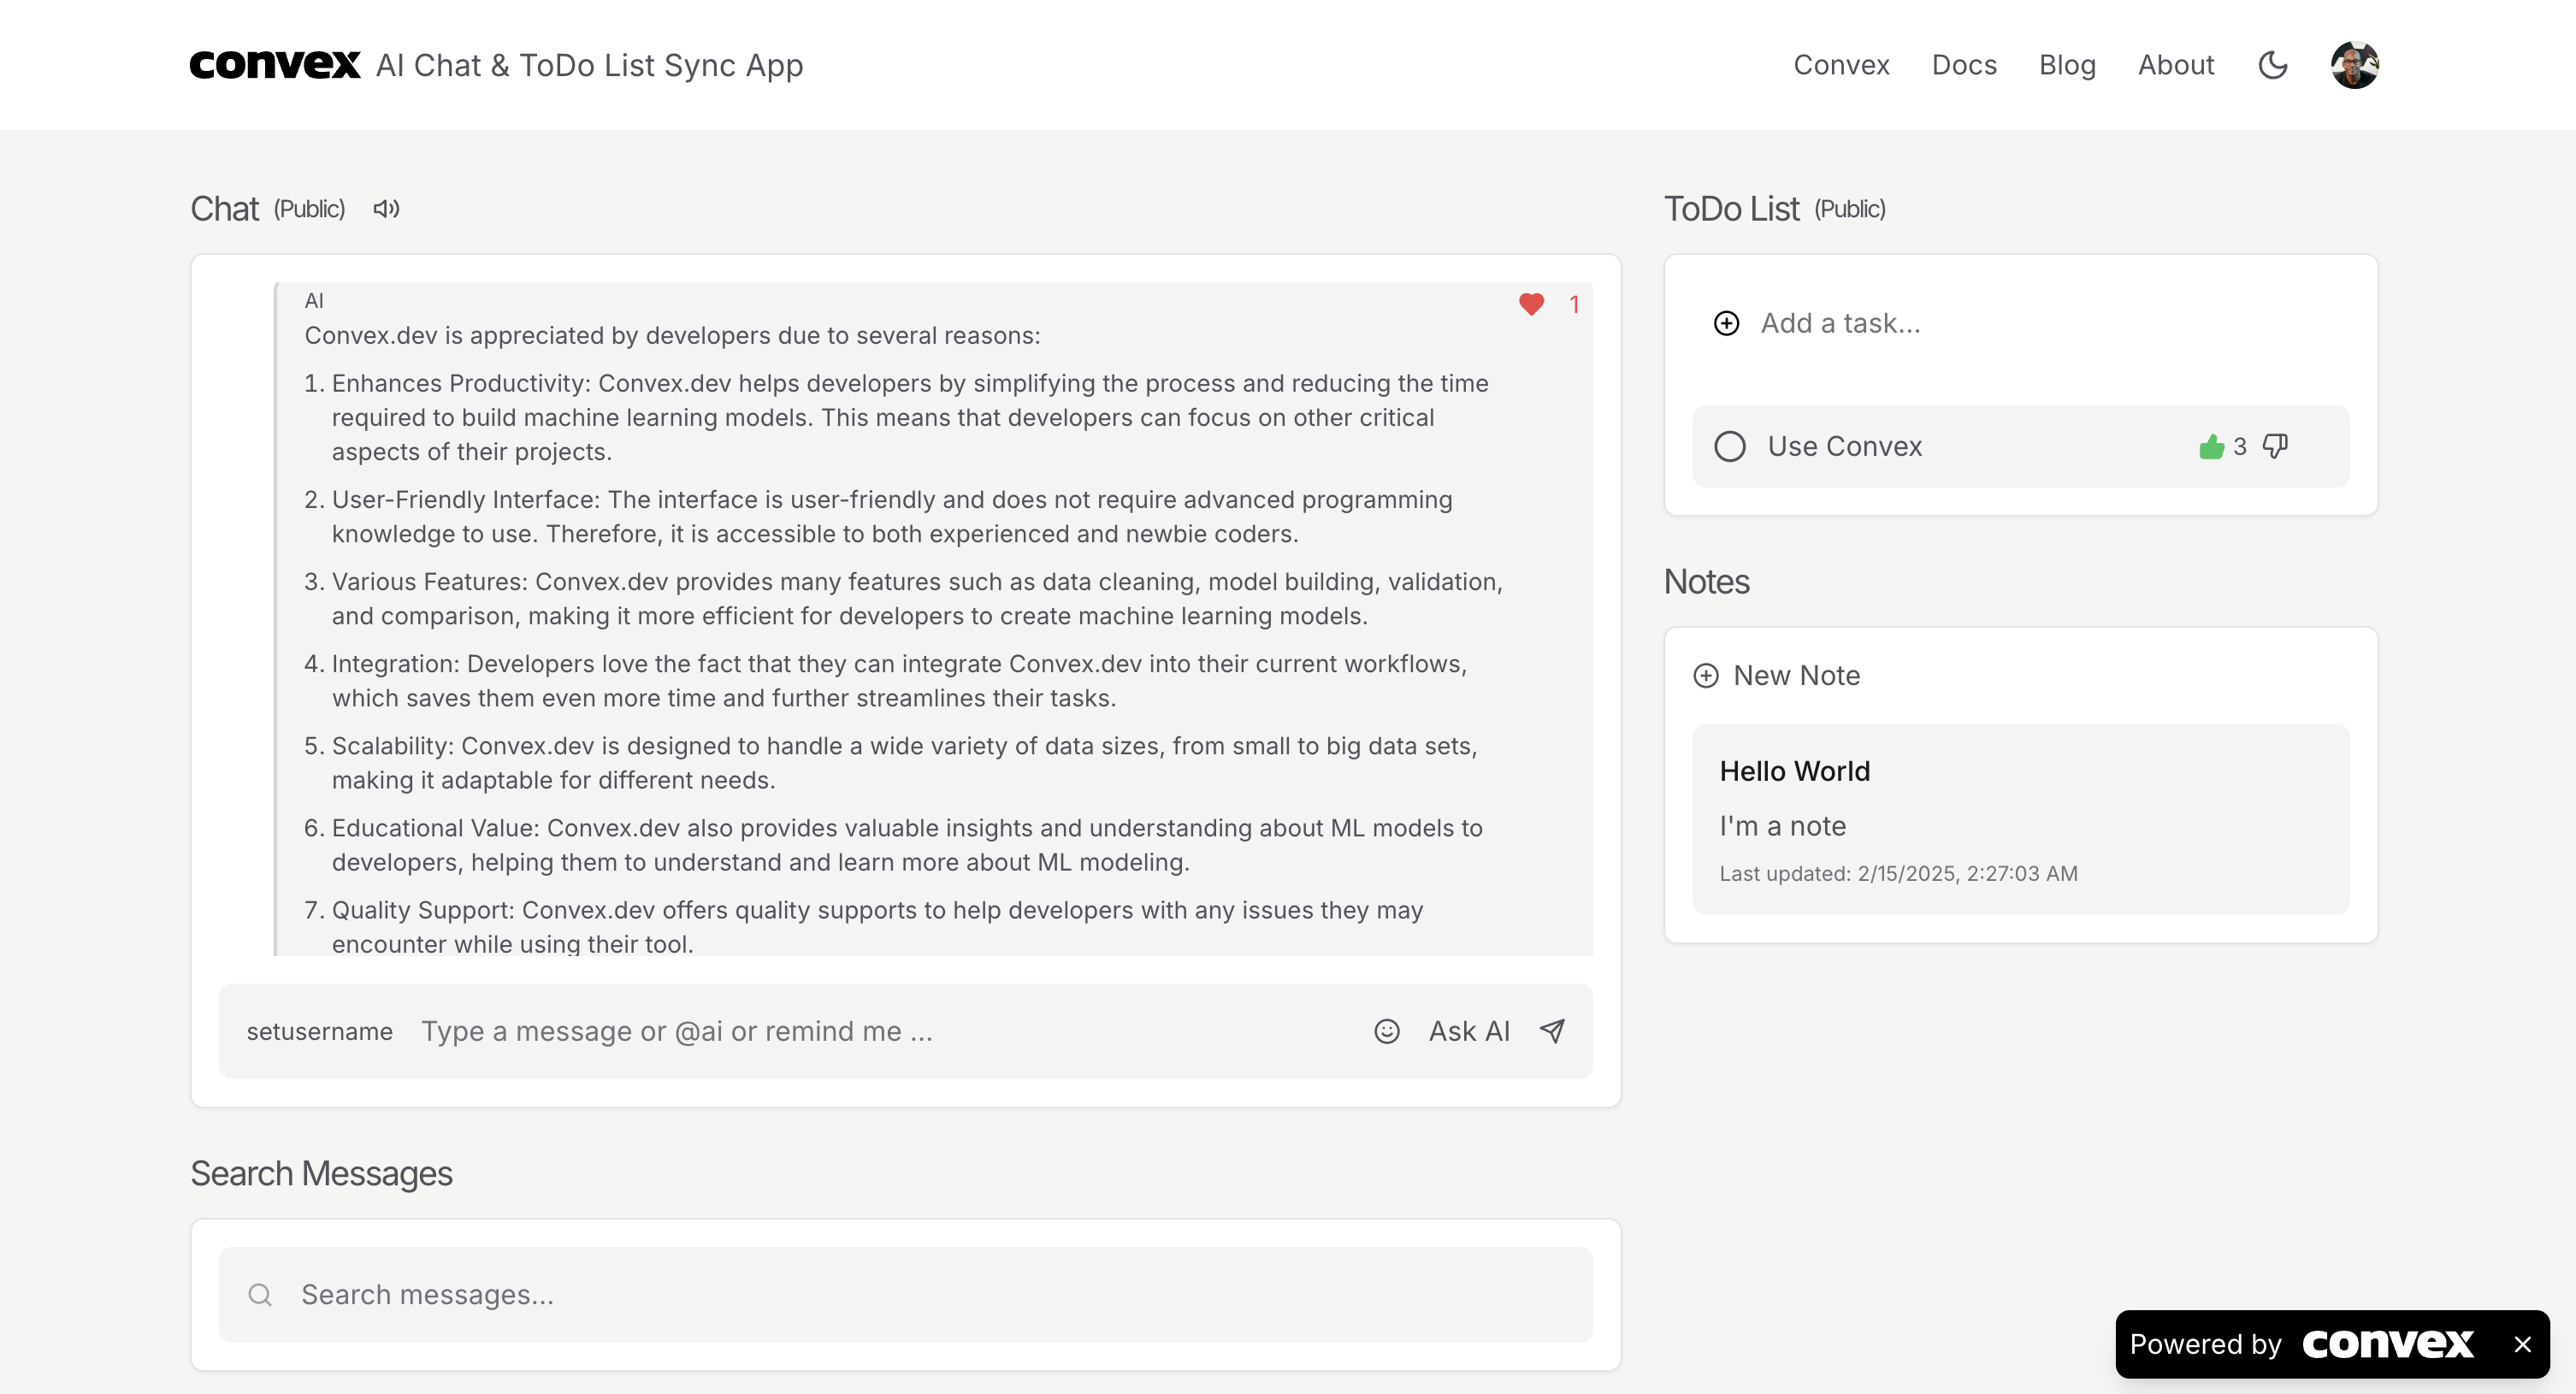 convex AI Chat & ToDo List Sync App
Convex Docs Blog About
Chat (Public)
AI
1
Convex.dev is appreciated by developers due to several reasons:
1. Enhances Productivity: Convex.dev helps developers by simplifying the process and reducing the time
required to build machine learning models. This means that developers can focus on other critical
aspects of their projects.
2. User-Friendly Interface: The interface is user-friendly and does not require advanced programming
knowledge to use. Therefore, it is accessible to both experienced and newbie coders.
3. Various Features: Convex.dev provides many features such as data cleaning, model building, validation,
and comparison, making it more efficient for developers to create machine learning models.
4. Integration: Developers love the fact that they can integrate Convex.dev into their current workflows,
which saves them even more time and further streamlines their tasks.
5. Scalability: Convex.dev is designed to handle a wide variety of data sizes, from small to big data sets,
making it adaptable for different needs.
6. Educational Value: Convex.dev also provides valuable insights and understanding about ML models to
developers, helping them to understand and learn more about ML modeling.
7. Quality Support: Convex.dev offers quality supports to help developers with any issues they may
encounter while using their tool.
setusername Type a message or @ai or remind me ... Ask AI
Search Messages
Search messages...
ToDo List (Public)
Add a task...
Use Convex 3
Notes
New Note
Hello World
I'm a note
Last updated: 2/15/2025, 2:27:03 AM
Powered by convex